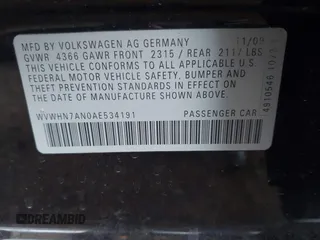 MFD BY VOLKSWAGEN AG GERMANY 11/09
GVWR 4366 GAWR FRONT 2315 / REAR 2117 LBS
THIS VEHICLE CONFORMS TO ALL APPLICABLE U.S.
FEDERAL MOTOR VEHICLE SAFETY, BUMPER AND
THEFT PREVENTION STANDARDS IN EFFECT ON THE
DATE OF MANUFACTURE SHOWN ABOVE
WVWHN7AN0AE534191 PASSENGER CAR
4910546
DREAMBID